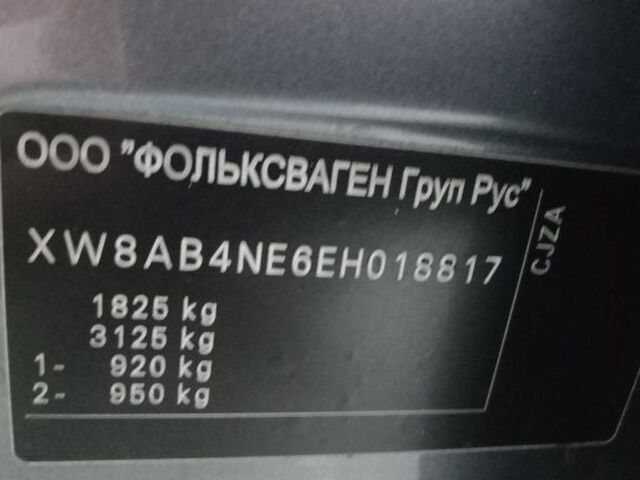 ООО "ФОЛЬКСВАГЕН Груп Рус"
XW8AB4NE6EH018817
1825 kg
3125 kg
1- 920 kg
2- 950 kg
CJZA